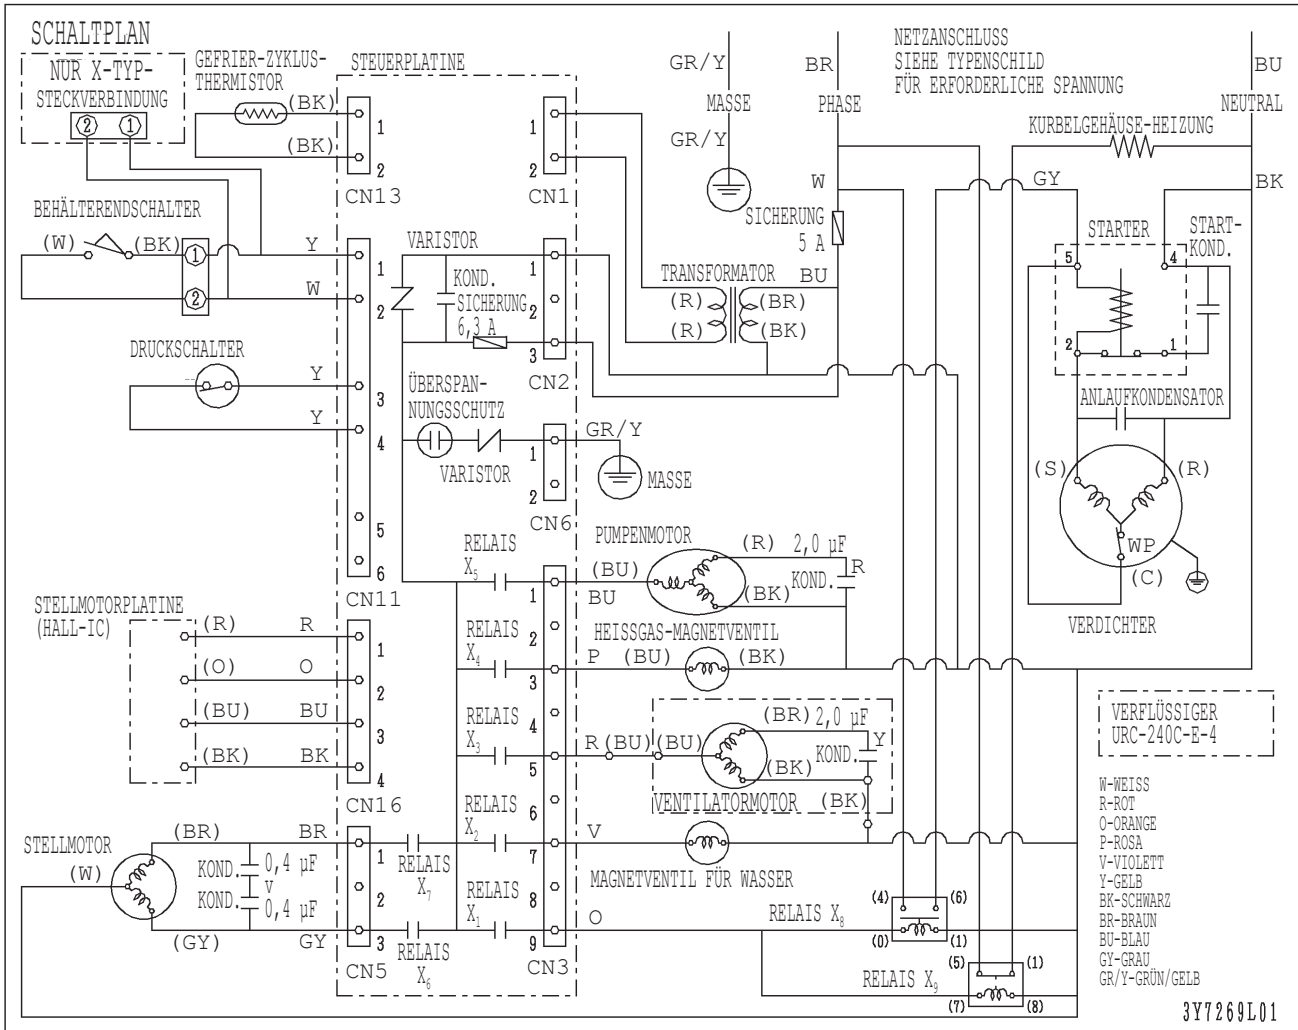 SCHALTPLAN
NUR X-TYP-
STECKVERBINDUNG
2 1
GEFRIER-ZYKLUS-
THERMISTOR
(BK)
(BK)
STEUERPLATINE
1
2
CN13
1
2
CN1
GR/Y
MASSE
GR/Y
BR
PHASE
W
NETZANSCHLUSS
SIEHE TYPENSCHILD
FÜR ERFORDERLICHE SPANNUNG
BU
NEUTRAL
KURBELGEHÄUSE-HEIZUNG
GY
BK
BEHÄLTERENDSCHALTER
(W)
(BK)
1
2
Y
W
1
2
VARISTOR
KOND.
SICHERUNG
6,3 A
1
2
3
CN2
SICHERUNG
5 A
TRANSFORMATOR
BU
(R)
(BR)
(R)
(BK)
STARTER
START-
KOND.
5
4
2
1
ANLAUFKONDENSATOR
DRUCKSCHALTER
Y
Y
3
4
5
6
CN11
ÜBERSPAN-
NUNGSSCHUTZ
VARISTOR
1
2
CN6
GR/Y
MASSE
(S)
(R)
WP
(C)
VERDICHTER
STELLMOTORPLATINE
(HALL-IC)
(R)
R
(O)
O
(BU)
BU
(BK)
BK
1
2
3
4
CN16
RELAIS
X5
RELAIS
X4
RELAIS
X3
RELAIS
X2
RELAIS
X1
1
2
3
4
5
6
7
8
9
CN3
PUMPENMOTOR
(BU)
BU
(R)
2,0 µF
R
KOND.
(BK)
HEISSGAS-MAGNETVENTIL
P
(BU)
(BK)
R
(BU)
(BU)
(BR)
2,0 µF
Y
KOND.
(BK)
VENTILATORMOTOR
(BK)
V
MAGNETVENTIL FÜR WASSER
O
VERFLÜSSIGER
URC-240C-E-4
STELLMOTOR
(W)
(BR)
BR
KOND.
0,4 µF
V
KOND.
0,4 µF
(GY)
GY
1
2
3
CN5
RELAIS
X7
RELAIS
X6
RELAIS X8
(4)
(6)
(0)
(1)
RELAIS X9
(5)
(1)
(7)
(8)
W-WEISS
R-ROT
O-ORANGE
P-ROSA
V-VIOLETT
Y-GELB
BK-SCHWARZ
BR-BRAUN
BU-BLAU
GY-GRAU
GR/Y-GRÜN/GELB
3Y7269L01